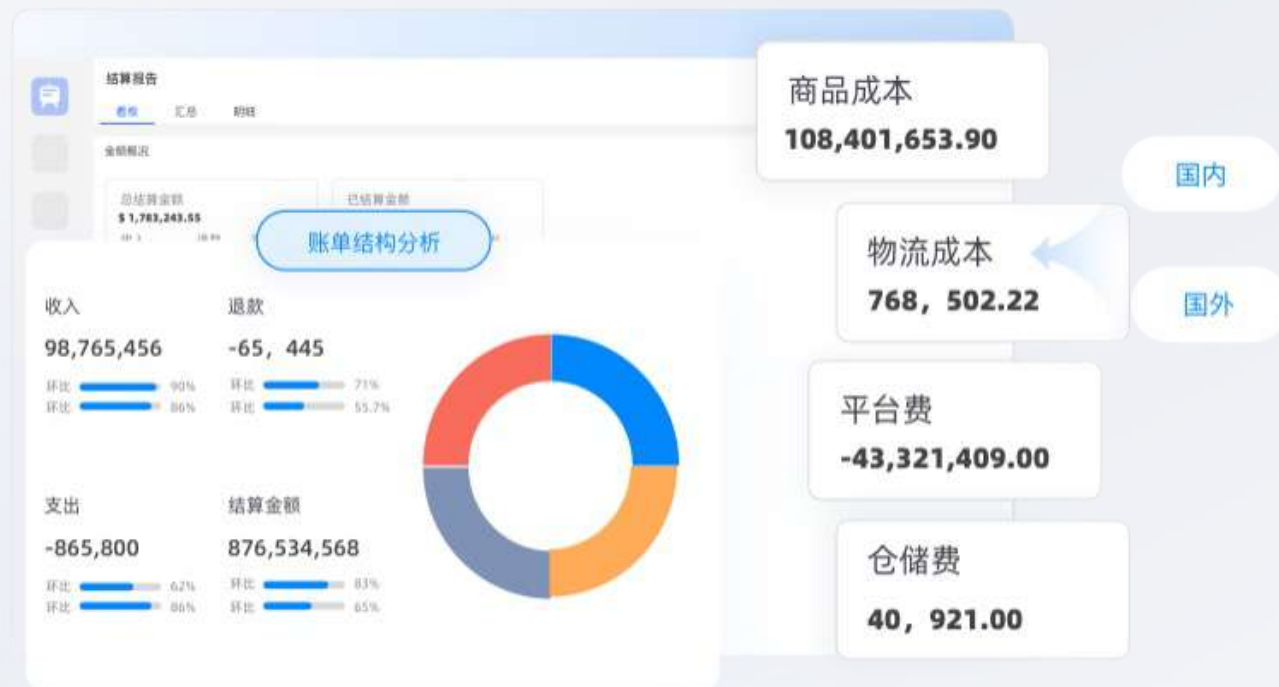 结算报告
看板 汇总 明细
金额概况
总结算金额
$ 1,783,243.55
已结算金额
账单结构分析
收入
98,765,456
环比 90%
环比 86%
退款
-65, 445
环比 71%
环比 55.7%
支出
-865,800
环比 62%
环比 86%
结算金额
876,534,568
环比 83%
环比 65%
商品成本
108,401,653.90
物流成本
768, 502.22
国内
国外
平台费
-43,321,409.00
仓储费
40, 921.00